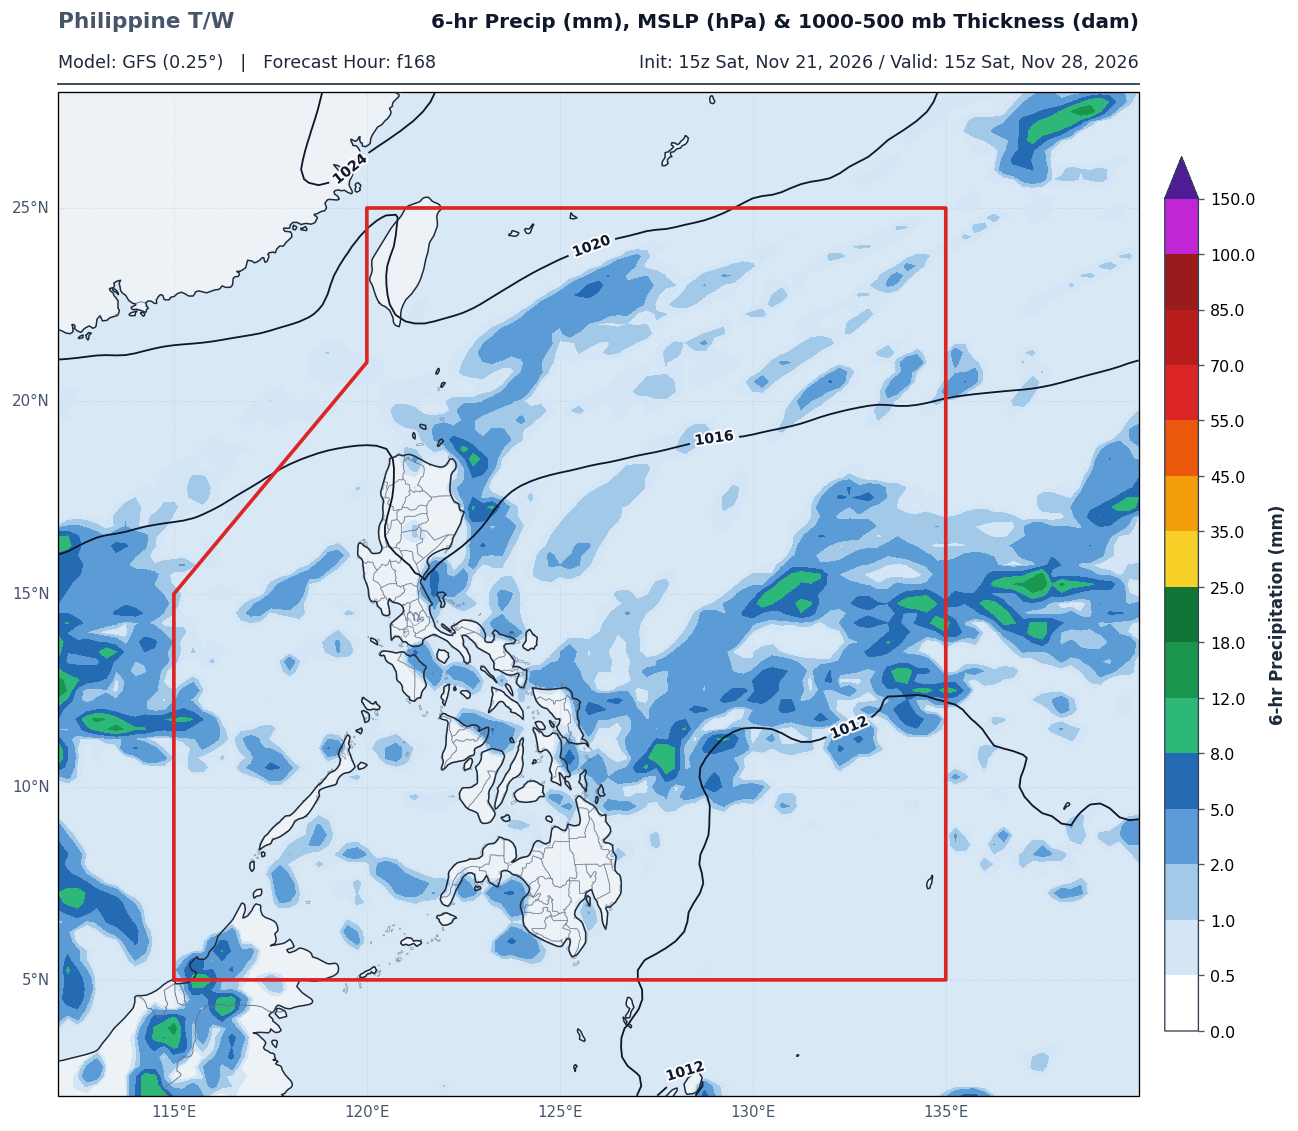 Philippine T/W
6-hr Precip (mm), MSLP (hPa) & 1000-500 mb Thickness (dam)
Model: GFS (0.25°) | Forecast Hour: f168
Init: 15z Sat, Nov 21, 2026 / Valid: 15z Sat, Nov 28, 2026
1024
1020
1016
1012
1012
25°N
20°N
15°N
10°N
5°N
115°E
120°E
125°E
130°E
135°E
150.0
100.0
85.0
70.0
55.0
45.0
35.0
25.0
18.0
12.0
8.0
5.0
2.0
1.0
0.5
0.0
6-hr Precipitation (mm)